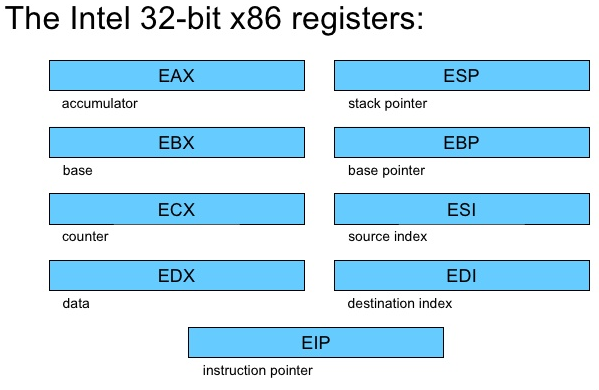 The Intel 32-bit x86 registers:
EAX
accumulator
ESP
stack pointer
EBX
base
EBP
base pointer
ECX
counter
ESI
source index
EDX
data
EDI
destination index
EIP
instruction pointer